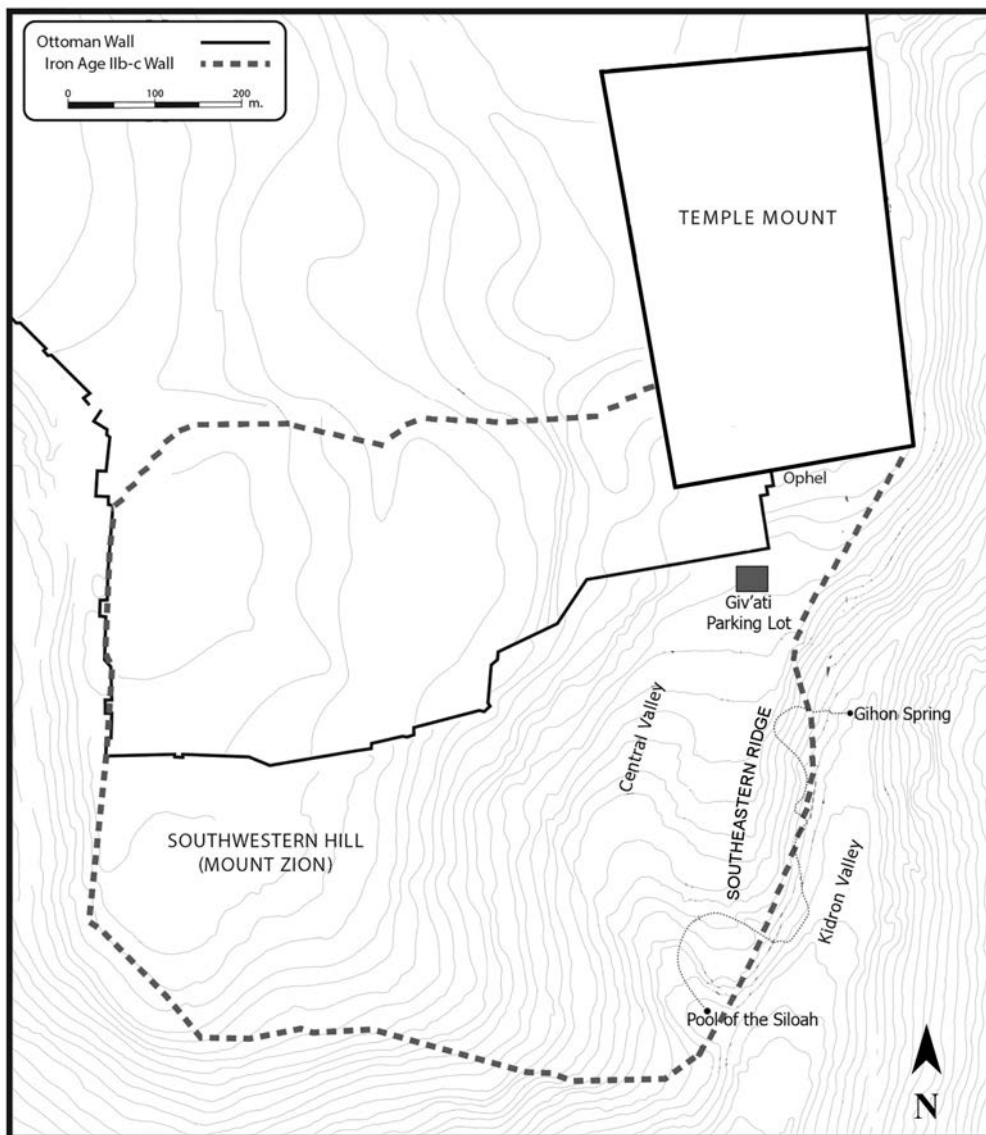 Ottoman Wall
Iron Age IIb-c Wall
0 100 200
m.
TEMPLE MOUNT
Ophel
Giv'ati
Parking Lot
Gihon Spring
Central Valley
SOUTHEASTERN RIDGE
SOUTHWESTERN HILL
(MOUNT ZION)
Kidron Valley
Pool of the Siloah
N